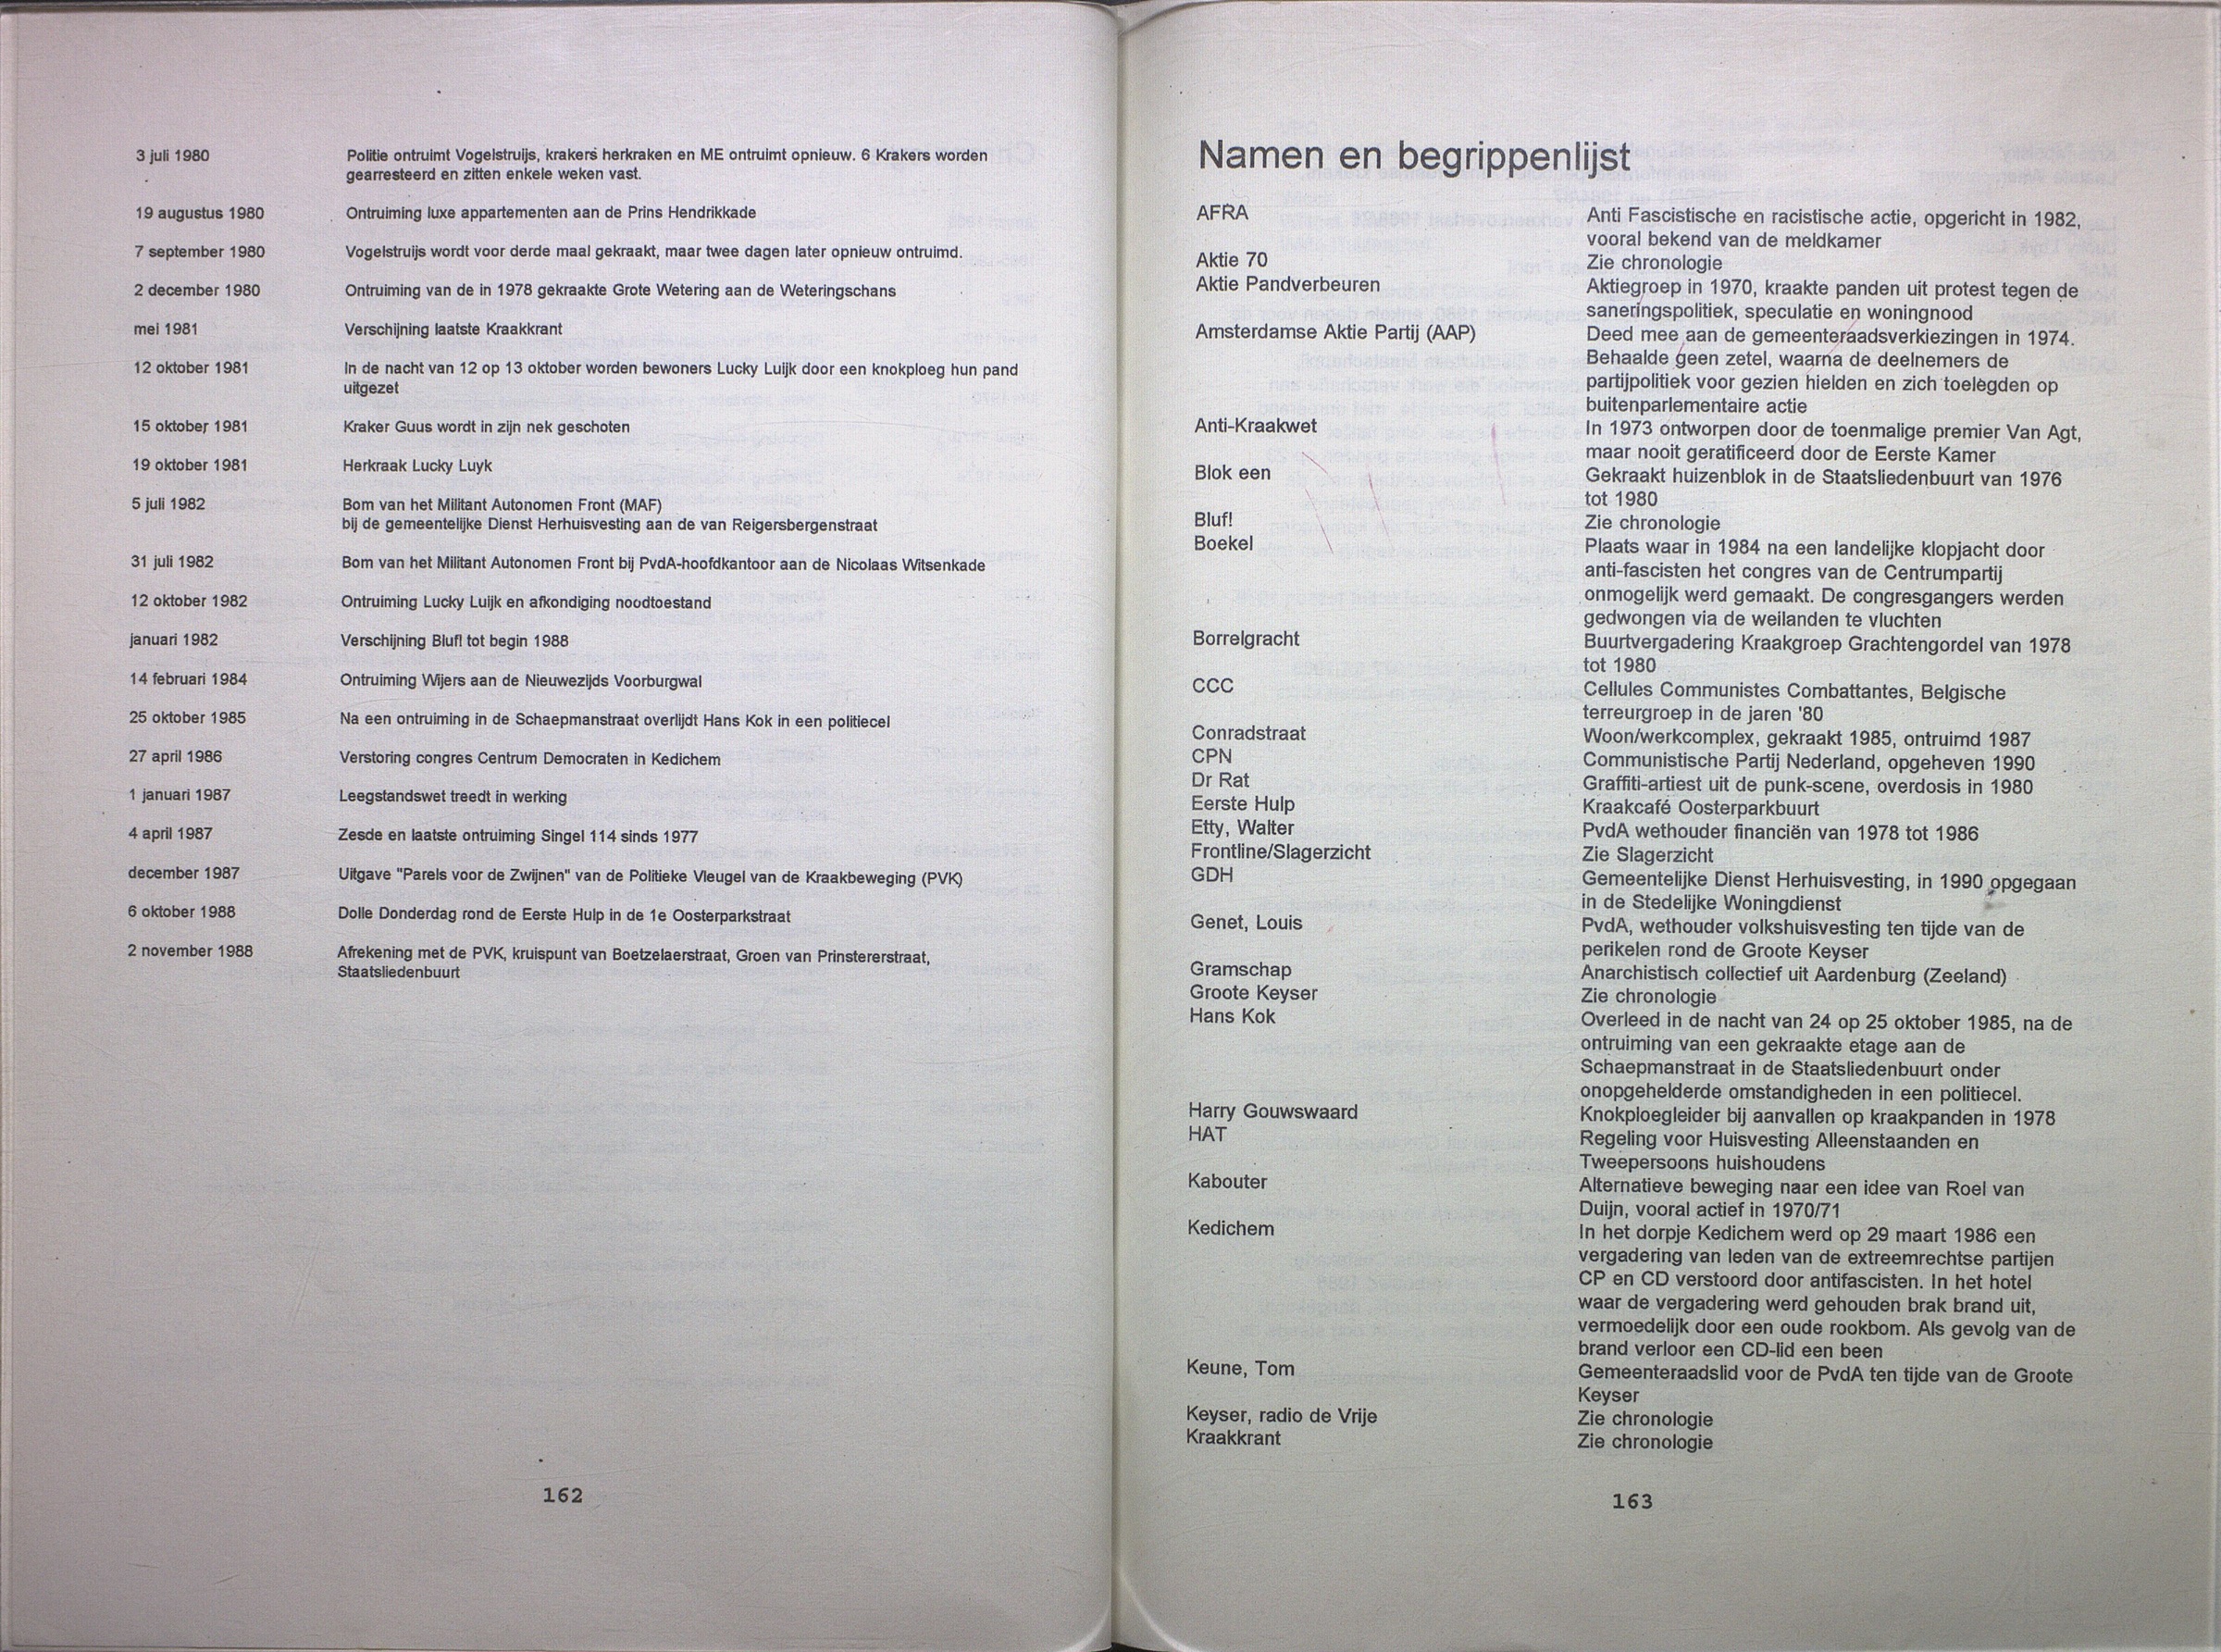 3 juli 1980 Politie ontruimt Vogelstruijs, krakers herkraken en ME ontruimt opnieuw. 6 Krakers worden
gearresteerd en zitten enkele weken vast.
19 augustus 1980 Ontruiming luxe appartementen aan de Prins Hendrikkade
7 september 1980 Vogelstruijs wordt voor derde maal gekraakt, maar twee dagen later opnieuw ontruimd.
2 december 1980 Ontruiming van de in 1978 gekraakte Grote Wetering aan de Weteringschans
mei 1981 Verschijning laatste Kraakkrant
12 oktober 1981 In de nacht van 12 op 13 oktober worden bewoners Lucky Luijk door een knokploeg hun pand
uitgezet
15 oktober 1981 Kraker Guus wordt in zijn nek geschoten
19 oktober 1981 Herkraak Lucky Luyk
5 juli 1982 Bom van het Militant Autonomen Front (MAF)
bij de gemeentelijke Dienst Herhuisvesting aan de van Reigersbergenstraat
31 juli 1982 Bom van het Militant Autonomen Front bij PvdA-hoofdkantoor aan de Nicolaas Witsenkade
12 oktober 1982 Ontruiming Lucky Luijk en afkondiging noodtoestand
januari 1982 Verschijning Bluf! tot begin 1988
14 februari 1984 Ontruiming Wijers aan de Nieuwezijds Voorburgwal
25 oktober 1985 Na een ontruiming in de Schaepmanstraat overlijdt Hans Kok in een politiecel
27 april 1986 Verstoring congres Centrum Democraten in Kedichem
1 januari 1987 Leegstandswet treedt in werking
4 april 1987 Zesde en laatste ontruiming Singel 114 sinds 1977
december 1987 Uitgave "Parels voor de Zwijnen" van de Politieke Vleugel van de Kraakbeweging (PVK)
6 oktober 1988 Dolle Donderdag rond de Eerste Hulp in de 1e Oosterparkstraat
2 november 1988 Afrekening met de PVK, kruispunt van Boetzelaerstraat, Groen van Prinstererstraat,
Staatsliedenbuurt
162
Namen en begrippenlijst
AFRA Anti Fascistische en racistische actie, opgericht in 1982,
vooral bekend van de meldkamer
Aktie 70 Zie chronologie
Aktie Pandverbeuren Aktiegroep in 1970, kraakte panden uit protest tegen de
saneringspolitiek, speculatie en woningnood
Amsterdamse Aktie Partij (AAP) Deed mee aan de gemeenteraadsverkiezingen in 1974.
Behaalde geen zetel, waarna de deelnemers de
partijpolitiek voor gezien hielden en zich toelegden op
buitenparlementaire actie
Anti-Kraakwet In 1973 ontworpen door de toenmalige premier Van Agt,
maar nooit geratificeerd door de Eerste Kamer
Blok een Gekraakt huizenblok in de Staatsliedenbuurt van 1976
tot 1980
Bluf! Zie chronologie
Boekel Plaats waar in 1984 na een landelijke klopjacht door
anti-fascisten het congres van de Centrumpartij
onmogelijk werd gemaakt. De congresgangers werden
gedwongen via de weilanden te vluchten
Borrelgracht Buurtvergadering Kraakgroep Grachtengordel van 1978
tot 1980
CCC Cellules Communistes Combattantes, Belgische
terreurgroep in de jaren '80
Conradstraat Woon/werkcomplex, gekraakt 1985, ontruimd 1987
CPN Communistische Partij Nederland, opgeheven 1990
Dr Rat Graffiti-artiest uit de punk-scene, overdosis in 1980
Eerste Hulp Kraakcafé Oosterparkbuurt
Etty, Walter PvdA wethouder financiën van 1978 tot 1986
Frontline/Slagerzicht Zie Slagerzicht
GDH Gemeentelijke Dienst Herhuisvesting, in 1990 opgegaan
in de Stedelijke Woningdienst
Genet, Louis PvdA, wethouder volkshuisvesting ten tijde van de
perikelen rond de Groote Keyser
Gramschap Anarchistisch collectief uit Aardenburg (Zeeland)
Groote Keyser Zie chronologie
Hans Kok Overleed in de nacht van 24 op 25 oktober 1985, na de
ontruiming van een gekraakte etage aan de
Schaepmanstraat in de Staatsliedenbuurt onder
onopgehelderde omstandigheden in een politiecel.
Harry Gouwswaard Knokploegleider bij aanvallen op kraakpanden in 1978
HAT Regeling voor Huisvesting Alleenstaanden en
Tweepersoons huishoudens
Kabouter Alternatieve beweging naar een idee van Roel van
Duijn, vooral actief in 1970/71
Kedichem In het dorpje Kedichem werd op 29 maart 1986 een
vergadering van leden van de extreemrechtse partijen
CP en CD verstoord door antifascisten. In het hotel
waar de vergadering werd gehouden brak brand uit,
vermoedelijk door een oude rookbom. Als gevolg van de
brand verloor een CD-lid een been
Keune, Tom Gemeenteraadslid voor de PvdA ten tijde van de Groote
Keyser
Keyser, radio de Vrije Zie chronologie
Kraakkrant Zie chronologie
163